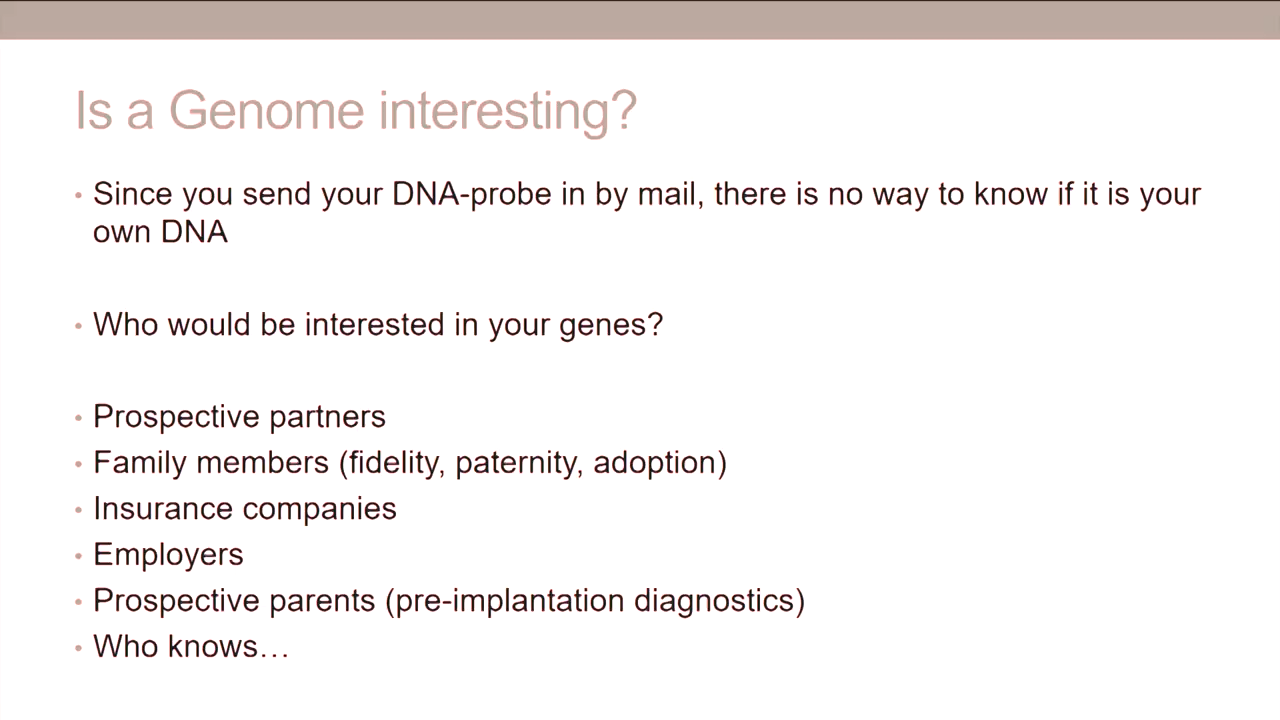 Is a Genome interesting?
• Since you send your DNA-probe in by mail, there is no way to know if it is your
own DNA
• Who would be interested in your genes?
• Prospective partners
• Family members (fidelity, paternity, adoption)
• Insurance companies
• Employers
• Prospective parents (pre-implantation diagnostics)
• Who knows…